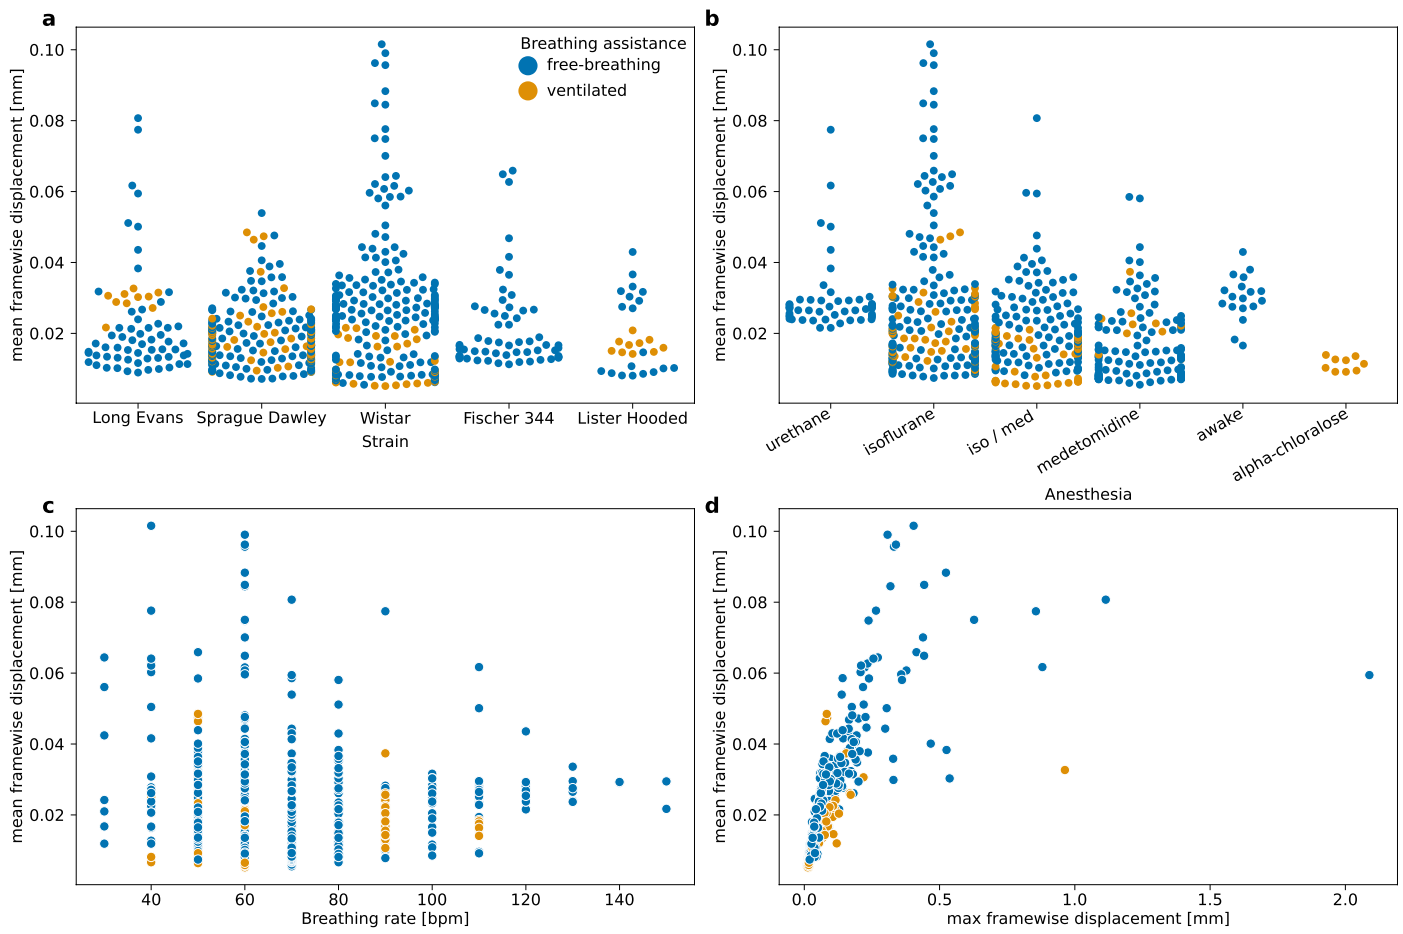 a
mean framewise displacement [mm]
0.10
0.08
0.06
0.04
0.02
Breathing assistance
free-breathing
ventilated
Long Evans
Sprague Dawley
Wistar
Fischer 344
Lister Hooded
Strain
b
mean framewise displacement [mm]
0.10
0.08
0.06
0.04
0.02
urethane
isoflurane
iso / med
medetomidine
awake
alpha-chloralose
Anesthesia
c
mean framewise displacement [mm]
0.10
0.08
0.06
0.04
0.02
40
60
80
100
120
140
Breathing rate [bpm]
d
mean framewise displacement [mm]
0.10
0.08
0.06
0.04
0.02
0.0
0.5
1.0
1.5
2.0
max framewise displacement [mm]